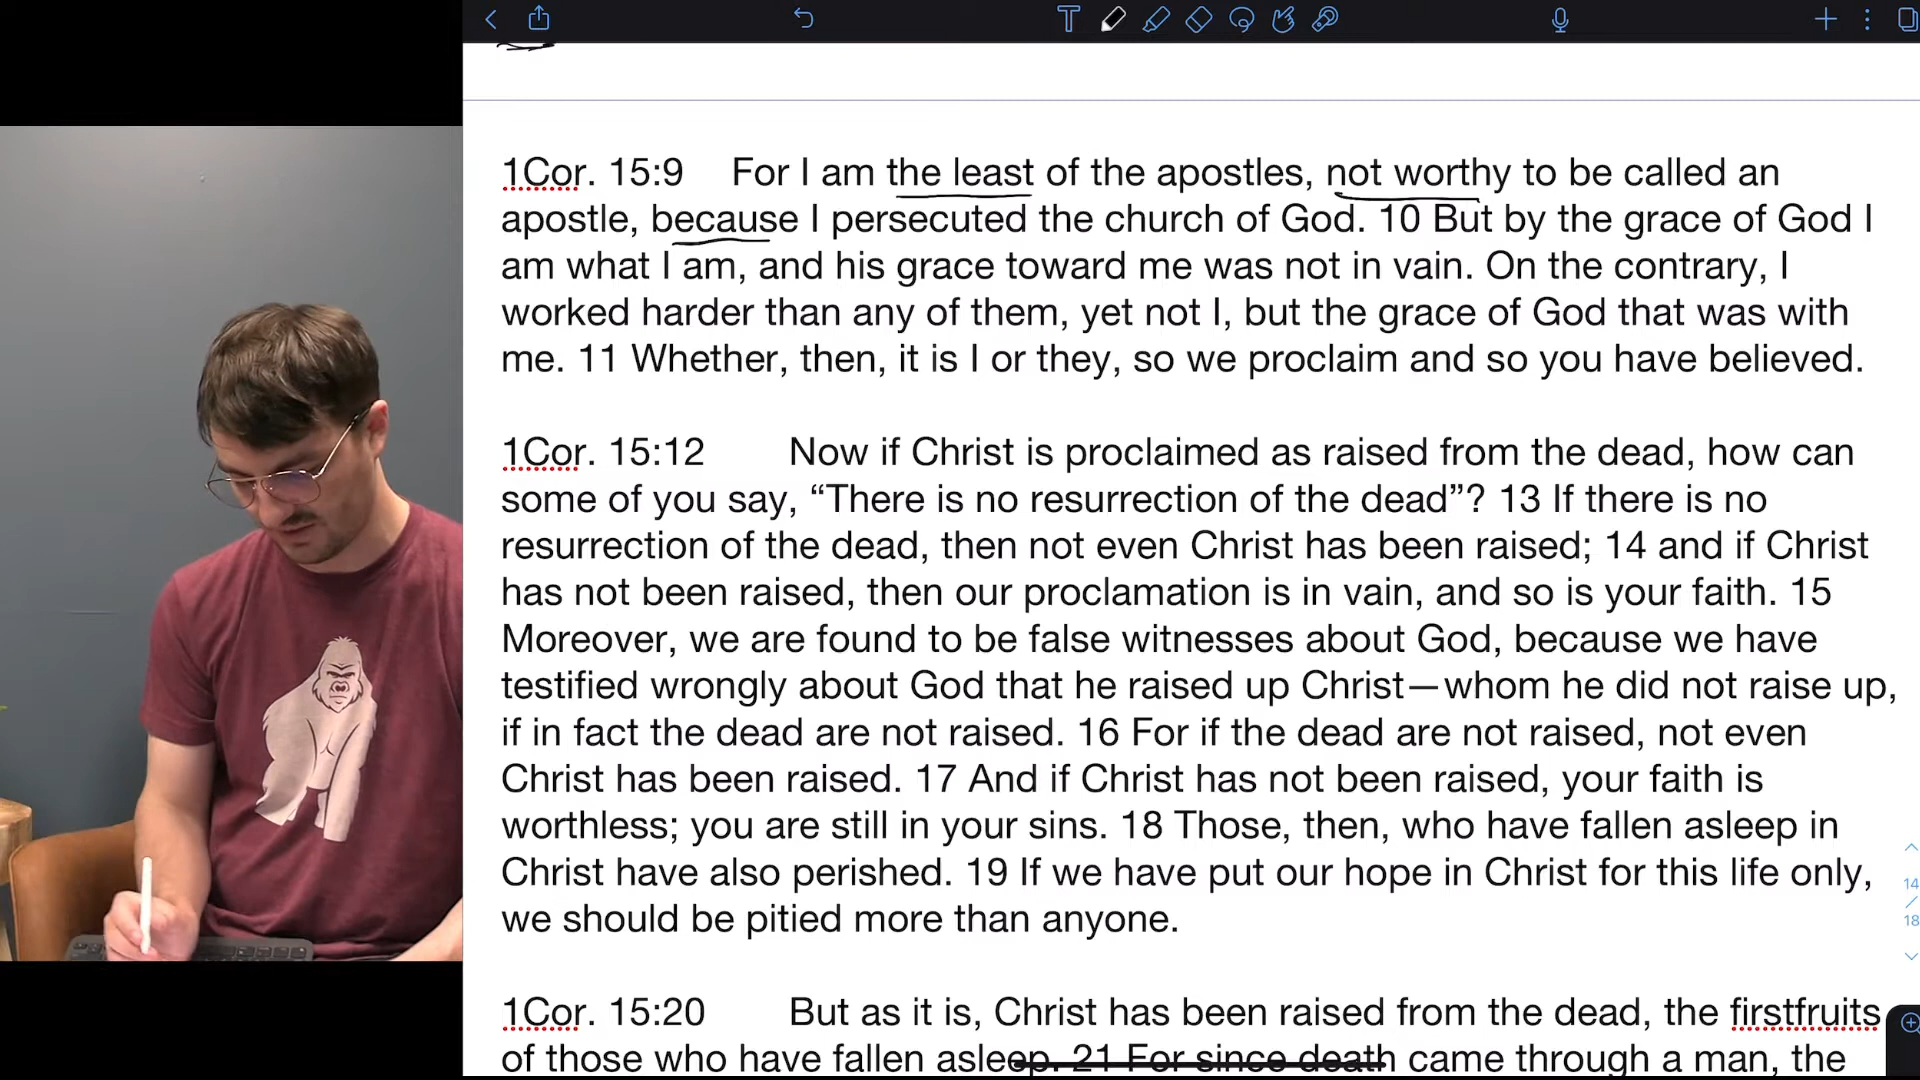 1Cor. 15:9 For I am the least of the apostles, not worthy to be called an
apostle, because I persecuted the church of God. 10 But by the grace of God I
am what I am, and his grace toward me was not in vain. On the contrary, I
worked harder than any of them, yet not I, but the grace of God that was with
me. 11 Whether, then, it is I or they, so we proclaim and so you have believed.
1Cor. 15:12 Now if Christ is proclaimed as raised from the dead, how can
some of you say, “There is no resurrection of the dead”? 13 If there is no
resurrection of the dead, then not even Christ has been raised; 14 and if Christ
has not been raised, then our proclamation is in vain, and so is your faith. 15
Moreover, we are found to be false witnesses about God, because we have
testified wrongly about God that he raised up Christ—whom he did not raise up,
if in fact the dead are not raised. 16 For if the dead are not raised, not even
Christ has been raised. 17 And if Christ has not been raised, your faith is
worthless; you are still in your sins. 18 Those, then, who have fallen asleep in
Christ have also perished. 19 If we have put our hope in Christ for this life only,
we should be pitied more than anyone.
1Cor. 15:20 But as it is, Christ has been raised from the dead, the firstfruits
of those who have fallen asleep. 21 For since death came through a man, the
14
/
18